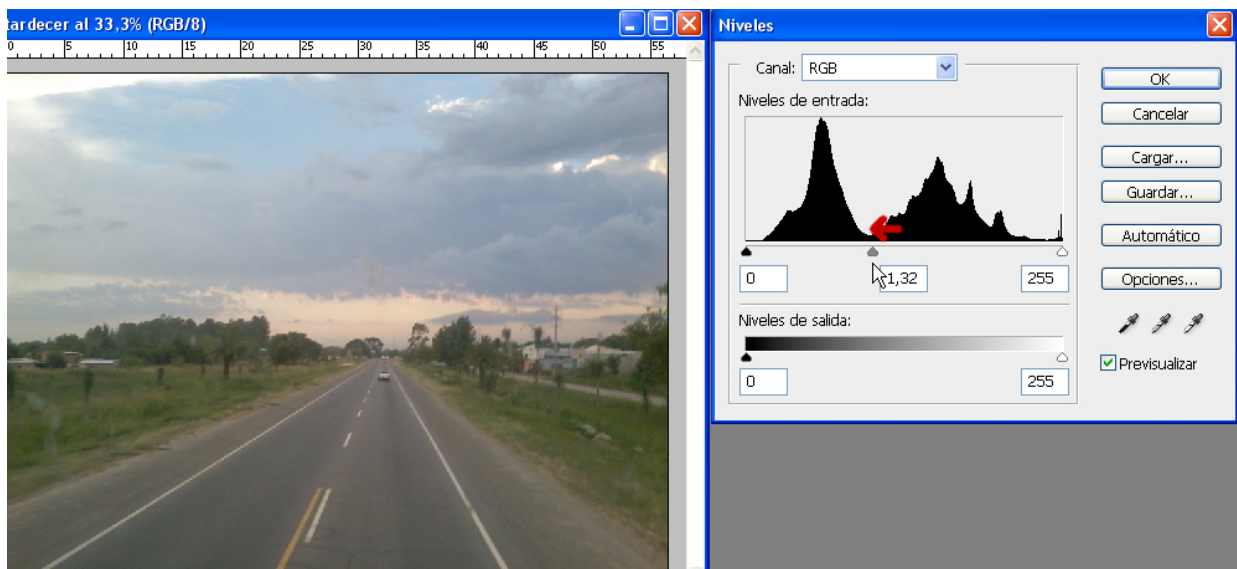 tardecer al 33,3% (RGB/8)
0 5 10 15 20 25 30 35 40 45 50 55
Niveles
Canal: RGB
Niveles de entrada:
0 1,32 255
Niveles de salida:
0 255
OK
Cancelar
Cargar...
Guardar...
Automático
Opciones...
Previsualizar